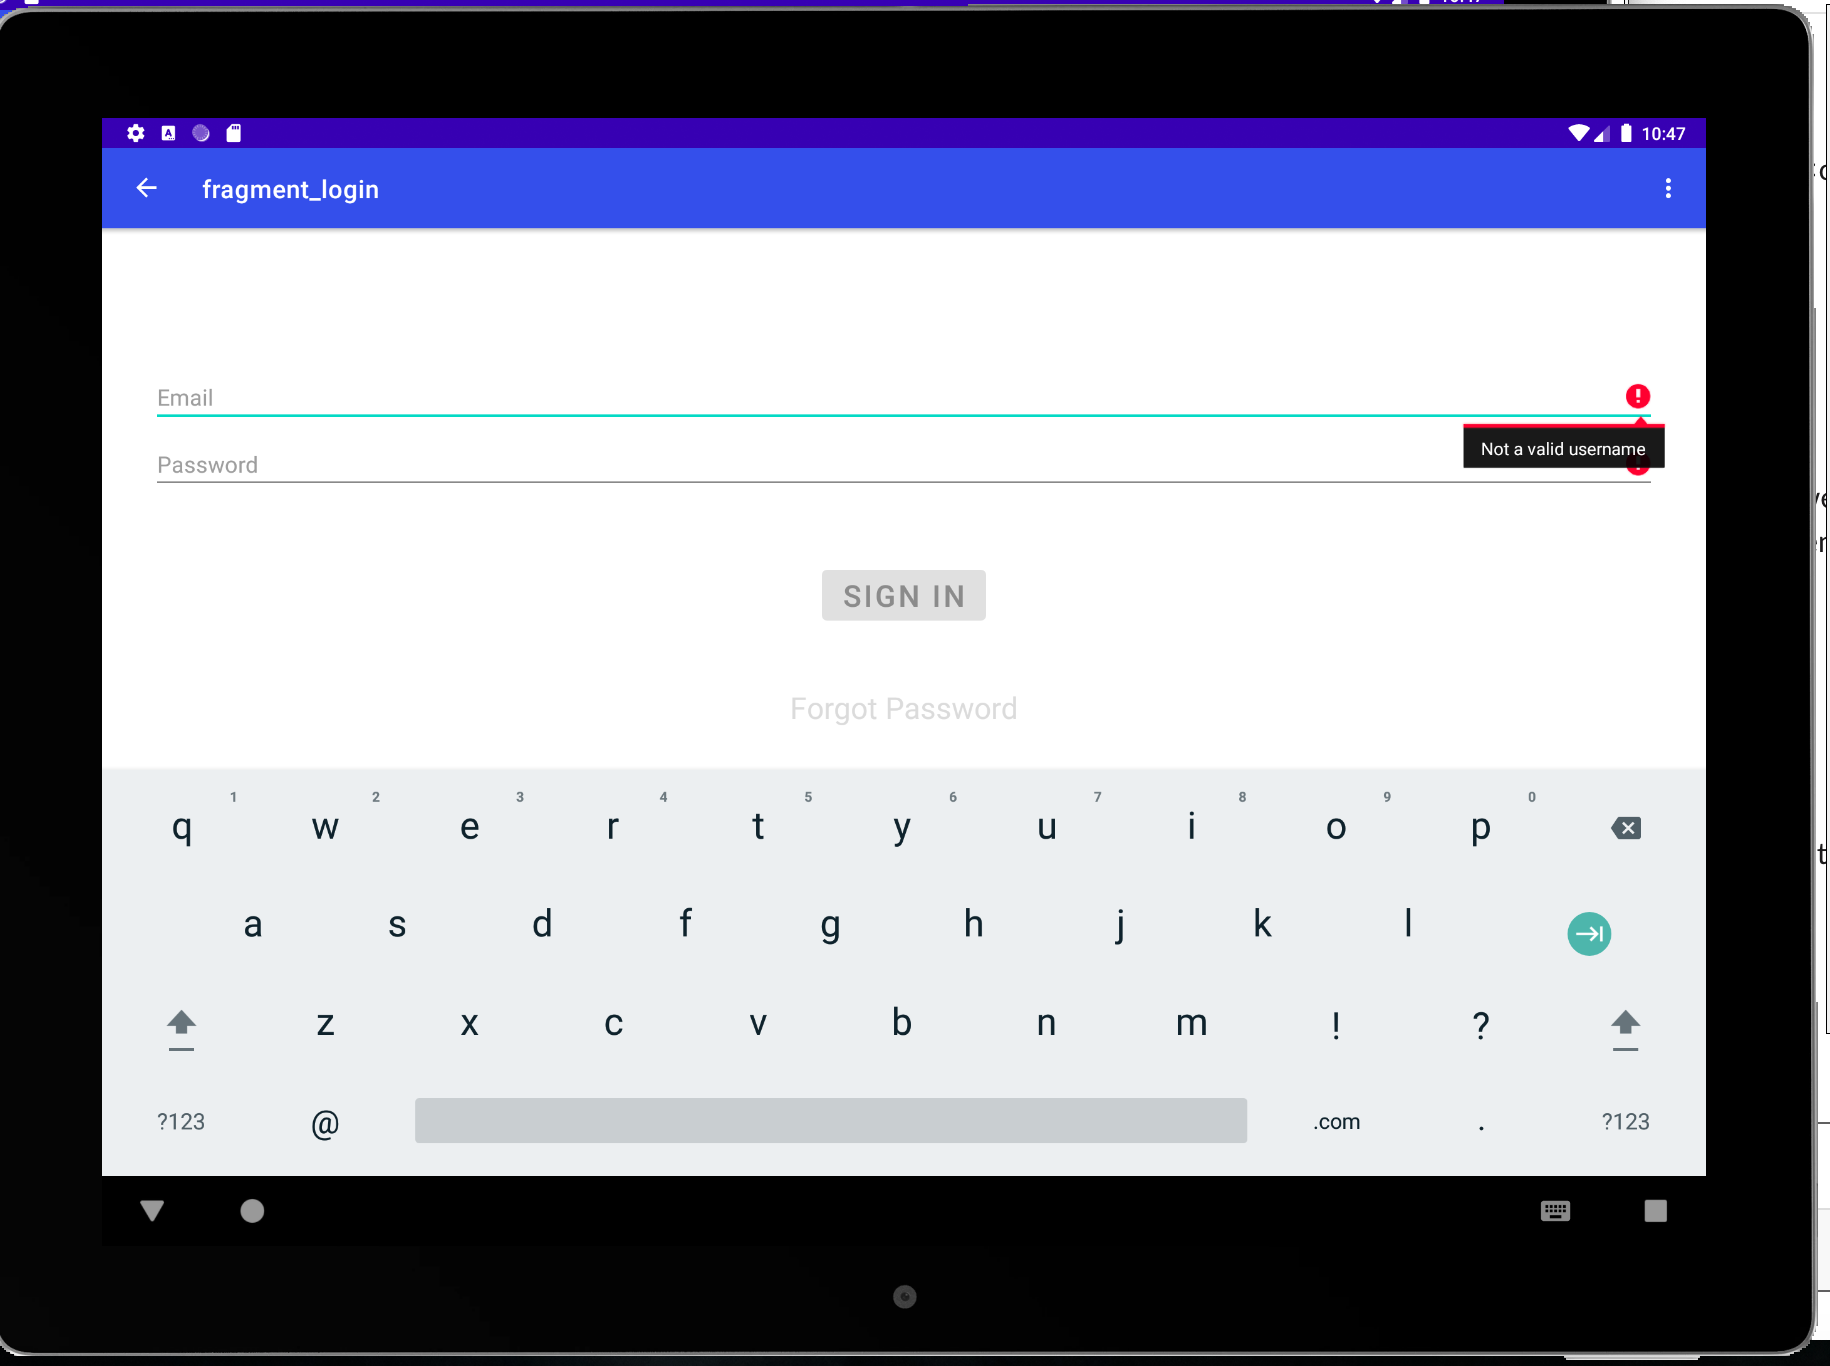 10:47
fragment_login
Email
Not a valid username
Password
SIGN IN
Forgot Password
1 2 3 4 5 6 7 8 9 0
q w e r t y u i o p
a s d f g h j k l
z x c v b n m ! ?
?123 @ .com . ?123